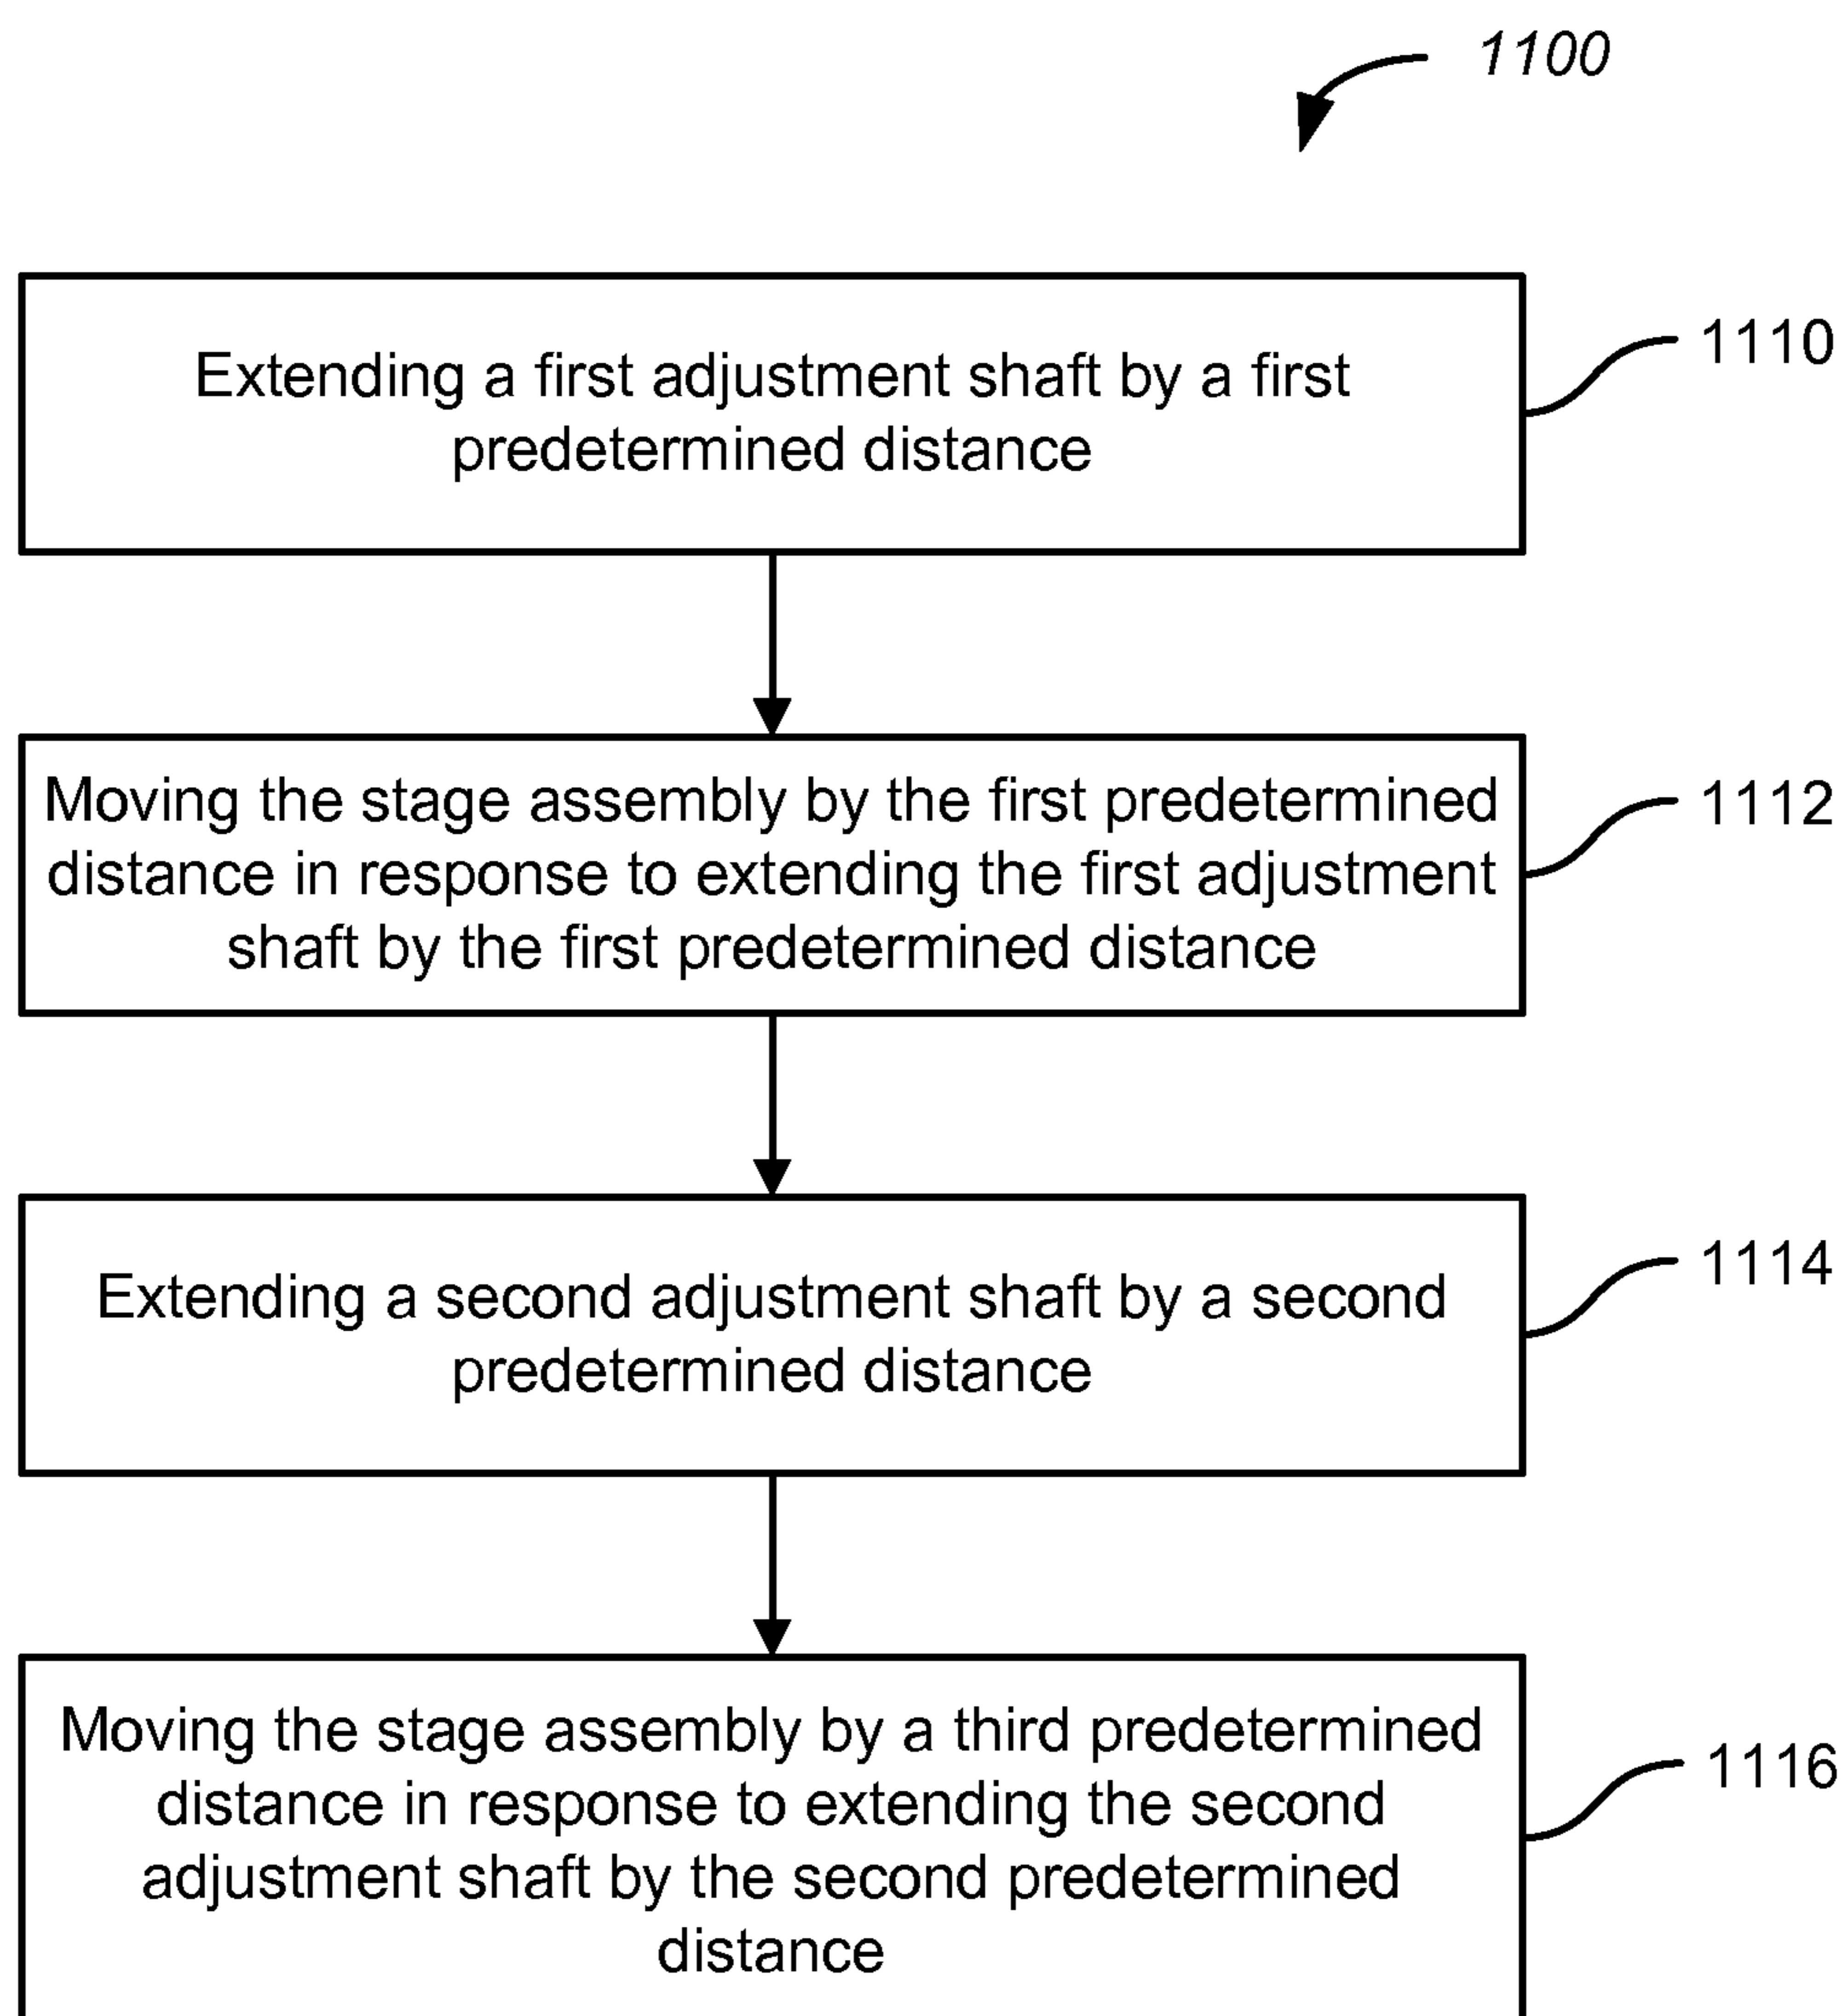 1100
Extending a first adjustment shaft by a first
predetermined distance
1110
Moving the stage assembly by the first predetermined
distance in response to extending the first adjustment
shaft by the first predetermined distance
1112
Extending a second adjustment shaft by a second
predetermined distance
1114
Moving the stage assembly by a third predetermined
distance in response to extending the second
adjustment shaft by the second predetermined
distance
1116